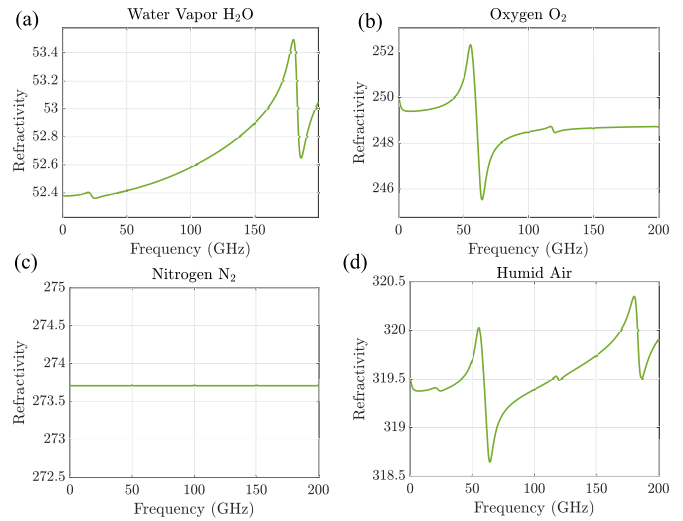 (a)
Water Vapor H₂O
53.4
53.2
53
52.8
52.6
52.4
Refractivity
0
50
100
150
Frequency (GHz)
(b)
Oxygen O₂
252
250
248
246
Refractivity
0
50
100
150
200
Frequency (GHz)
(c)
Nitrogen N₂
275
274.5
274
273.5
273
272.5
Refractivity
0
50
100
150
200
Frequency (GHz)
(d)
Humid Air
320.5
320
319.5
319
318.5
Refractivity
0
50
100
150
200
Frequency (GHz)